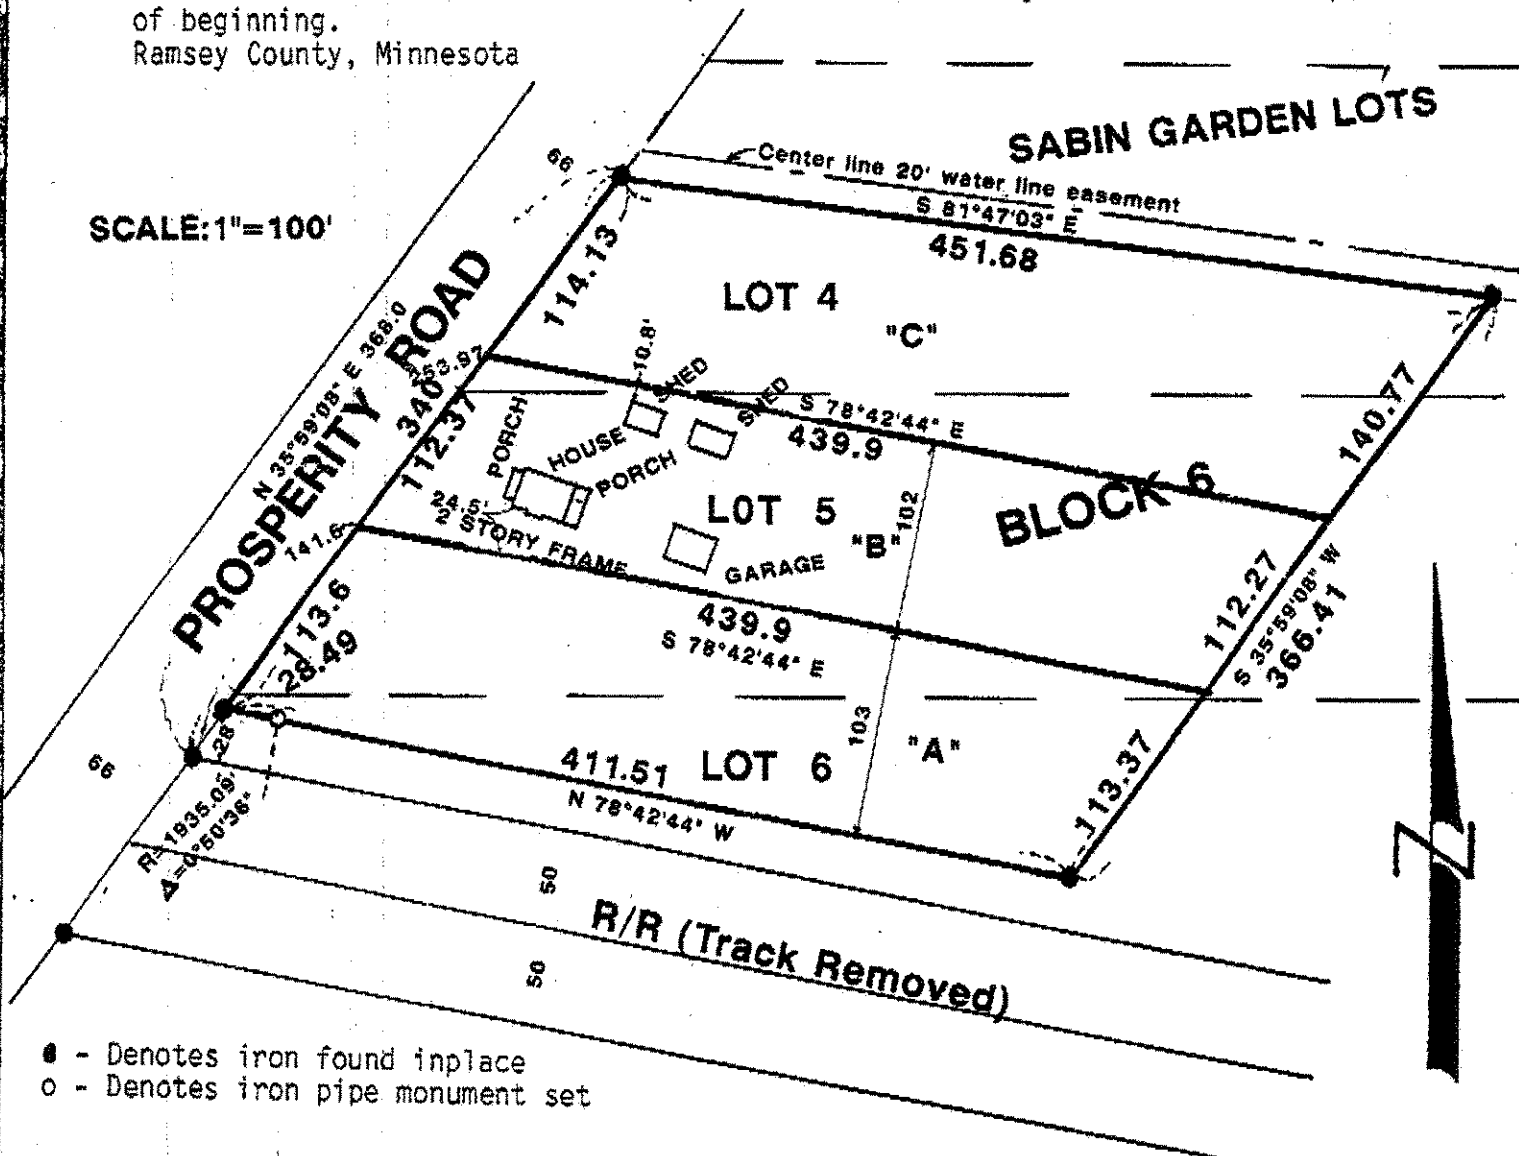 of beginning.
Ramsey County, Minnesota
SABIN GARDEN LOTS
66
Center line 20' water line easement
S 81°47'03" E
451.68
SCALE:1"=100'
114.13
LOT 4
"C"
N 35°59'08" E 368.0
PROSPERITY ROAD
340
112.37
10.8'
SHED
SHED
S 78°42'44" E
439.9
140.77
PORCH
HOUSE
PORCH
24.5'
2 STORY FRAME
LOT 5
"B"
102
BLOCK 6
141.6
GARAGE
439.9
S 78°42'44" E
112.27
S 35°59'08" W
366.41
113.6
28.49
28
411.51
N 78°42'44" W
LOT 6
103
"A"
113.37
66
R=1935.09'
Δ=0°50'36"
50
R/R (Track Removed)
50
- Denotes iron found inplace
o - Denotes iron pipe monument set